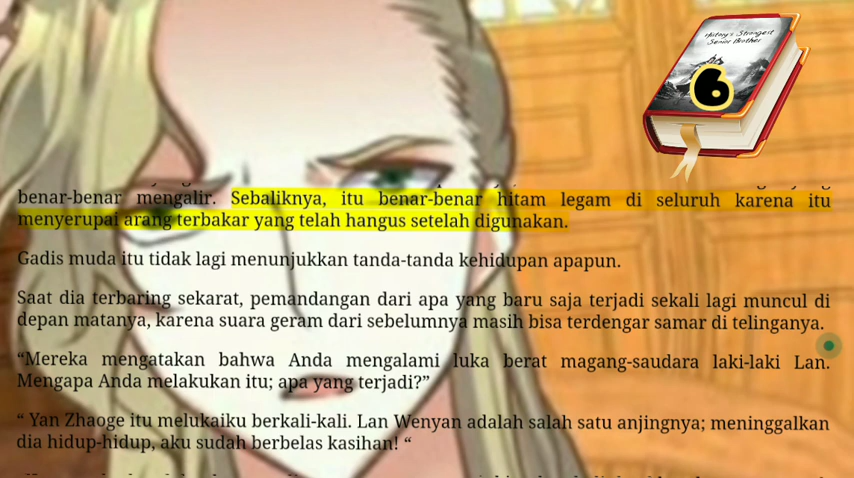 History's Strongest
Senior Brother
6
benar-benar mengalir. Sebaliknya, itu benar-benar hitam legam di seluruh karena itu
menyerupai arang terbakar yang telah hangus setelah digunakan.
Gadis muda itu tidak lagi menunjukkan tanda-tanda kehidupan apapun.
Saat dia terbaring sekarat, pemandangan dari apa yang baru saja terjadi sekali lagi muncul di
depan matanya, karena suara geram dari sebelumnya masih bisa terdengar samar di telinganya.
“Mereka mengatakan bahwa Anda mengalami luka berat magang-saudara laki-laki Lan.
Mengapa Anda melakukan itu; apa yang terjadi?”
“ Yan Zhaoge itu melukaiku berkali-kali. Lan Wenyan adalah salah satu anjingnya; meninggalkan
dia hidup-hidup, aku sudah berbelas kasihan! “